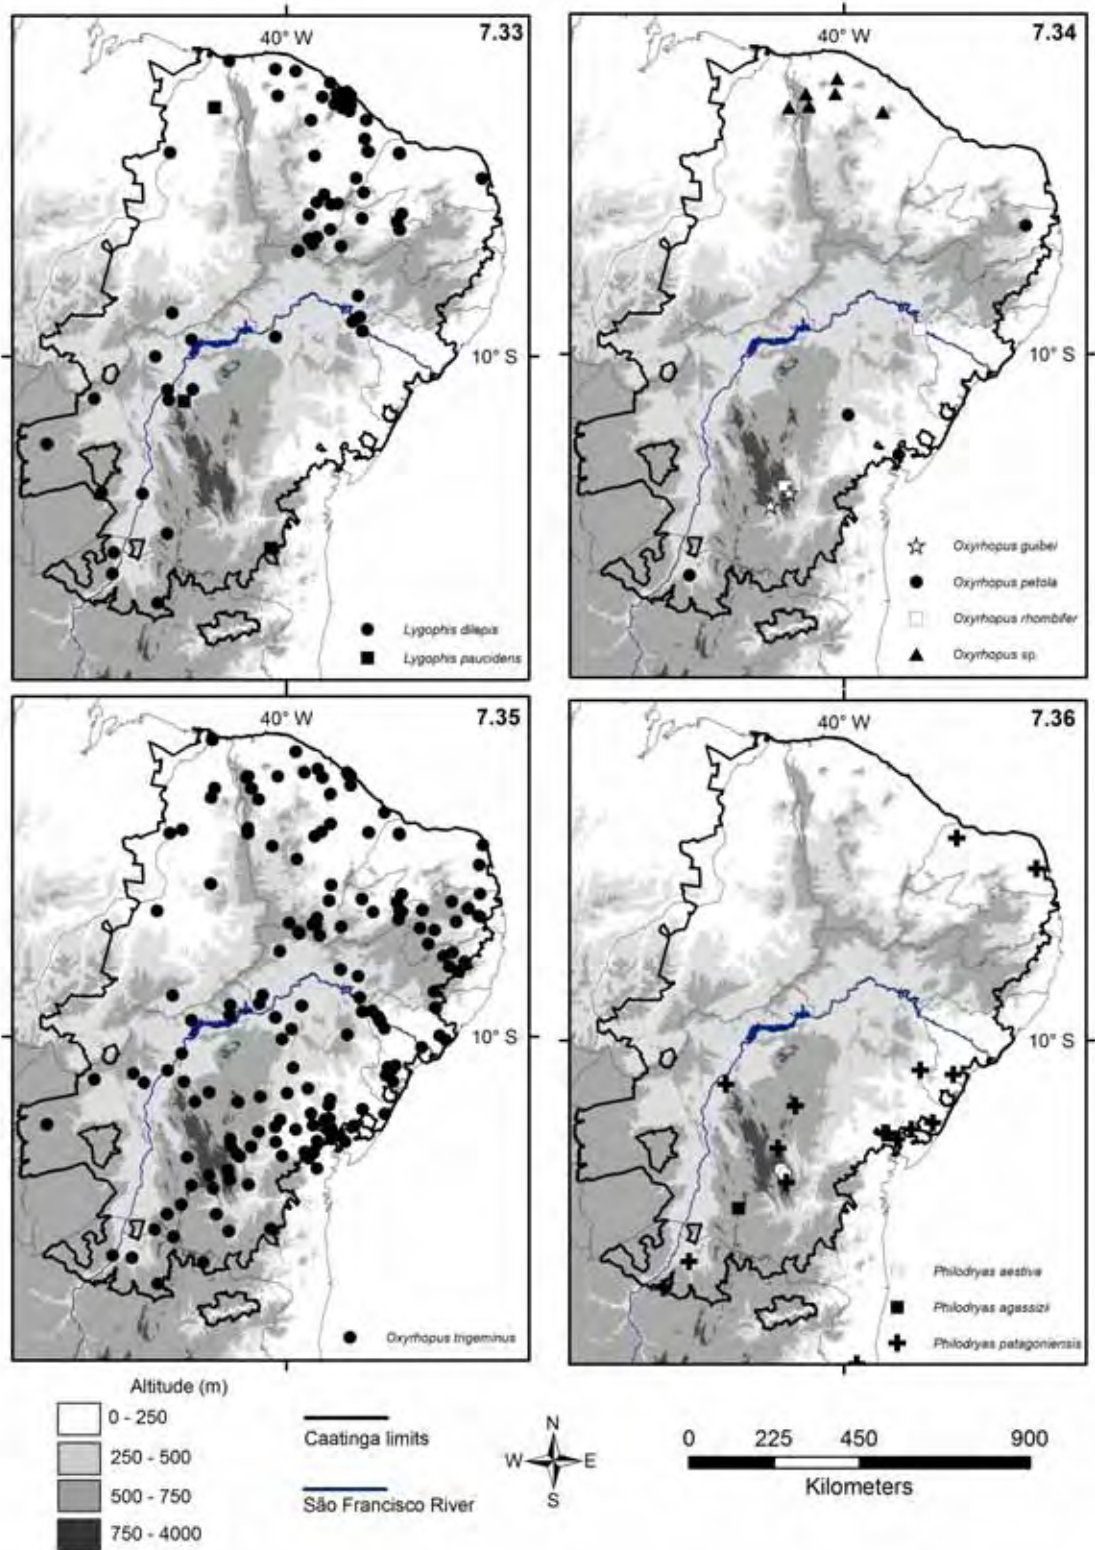 40° W
7.33
Lygophis dilepis
Lygophis paucidens
40° W
7.34
10° S
Oxyrhopus guibei
Oxyrhopus petola
Oxyrhopus rhombifer
Oxyrhopus sp.
40° W
7.35
Oxyrhopus trigeminus
40° W
7.36
10° S
Philodryas aestiva
Philodryas agassizii
Philodryas patagoniensis
Altitude (m)
0 - 250
250 - 500
500 - 750
750 - 4000
Caatinga limits
São Francisco River
N
W
E
S
0 225 450 900
Kilometers